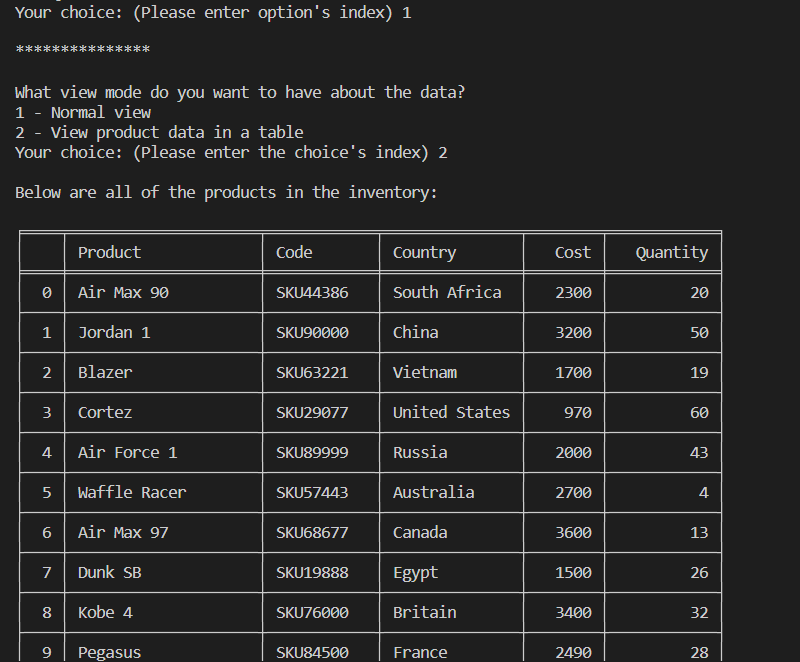 Your choice: (Please enter option's index) 1
***************
What view mode do you want to have about the data?
1 - Normal view
2 - View product data in a table
Your choice: (Please enter the choice's index) 2
Below are all of the products in the inventory:
Product Code Country Cost Quantity
0 Air Max 90 SKU44386 South Africa 2300 20
1 Jordan 1 SKU90000 China 3200 50
2 Blazer SKU63221 Vietnam 1700 19
3 Cortez SKU29077 United States 970 60
4 Air Force 1 SKU89999 Russia 2000 43
5 Waffle Racer SKU57443 Australia 2700 4
6 Air Max 97 SKU68677 Canada 3600 13
7 Dunk SB SKU19888 Egypt 1500 26
8 Kobe 4 SKU76000 Britain 3400 32
9 Pegasus SKU84500 France 2490 28